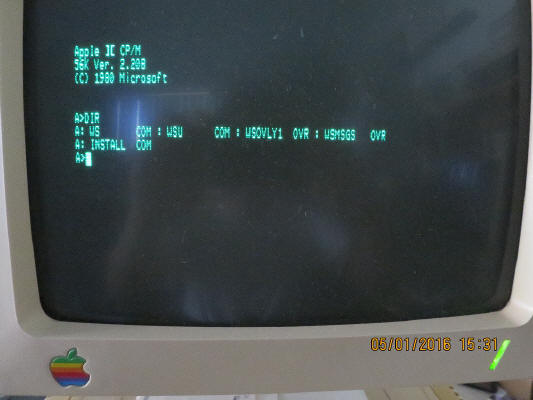 Apple ][ CP/M
56K Ver. 2.20B
(C) 1980 Microsoft
A>DIR
A: WS       COM : WSU      COM : WSOVLY1  OVR : WSMSGS   OVR
A: INSTALL  COM
A>
05/01/2016 15:31